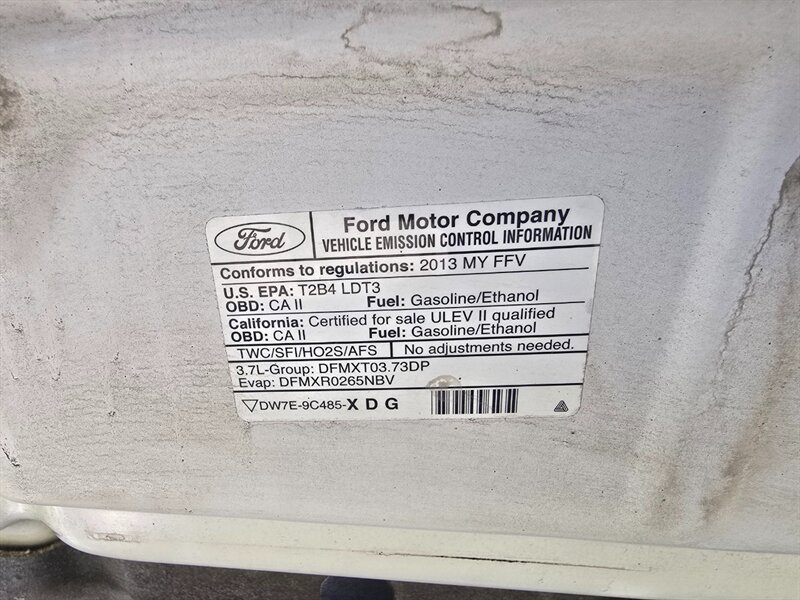 Ford
Ford Motor Company
VEHICLE EMISSION CONTROL INFORMATION
Conforms to regulations: 2013 MY FFV
U.S. EPA: T2B4 LDT3
OBD: CA II Fuel: Gasoline/Ethanol
California: Certified for sale ULEV II qualified
OBD: CA II Fuel: Gasoline/Ethanol
TWC/SFI/HO2S/AFS No adjustments needed.
3.7L-Group: DFMXT03.73DP
Evap: DFMXR0265NBV
DW7E-9C485-X D G